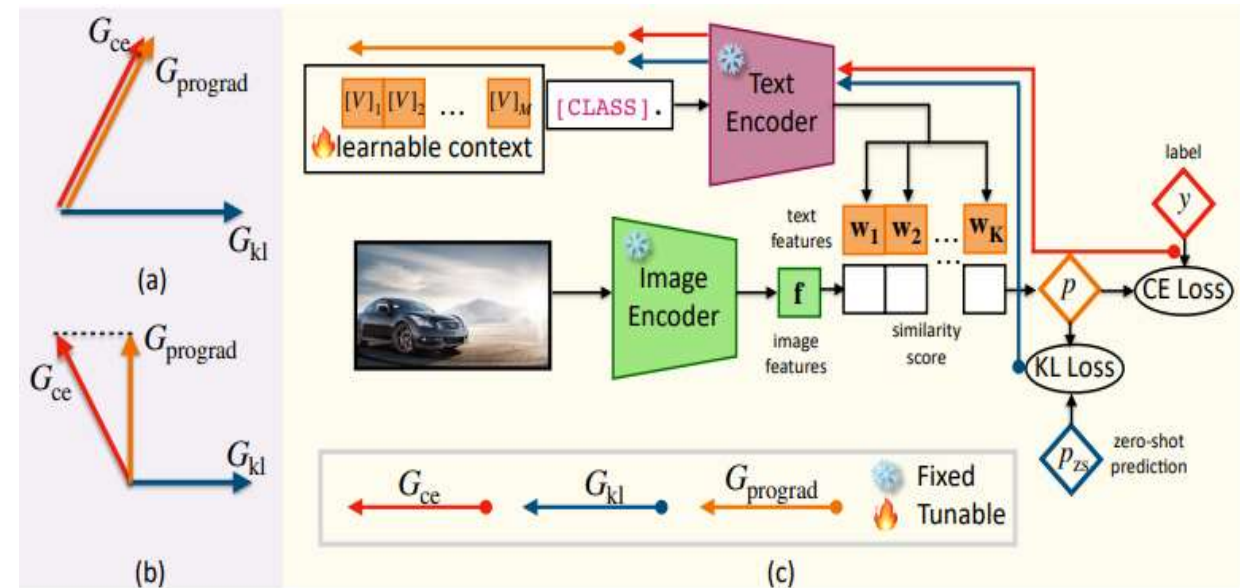 G_ce
G_prograd
G_kl
(a)
G_prograd
G_ce
G_kl
(b)
[V]_1 [V]_2 ... [V]_M
learnable context
[CLASS].
Text
Encoder
Image
Encoder
f
image
features
text
features
w_1 w_2 ... w_K
...
similarity
score
label
y
p
CE Loss
KL Loss
p_zs
zero-shot
prediction
G_ce
G_kl
G_prograd
Fixed
Tunable
(c)